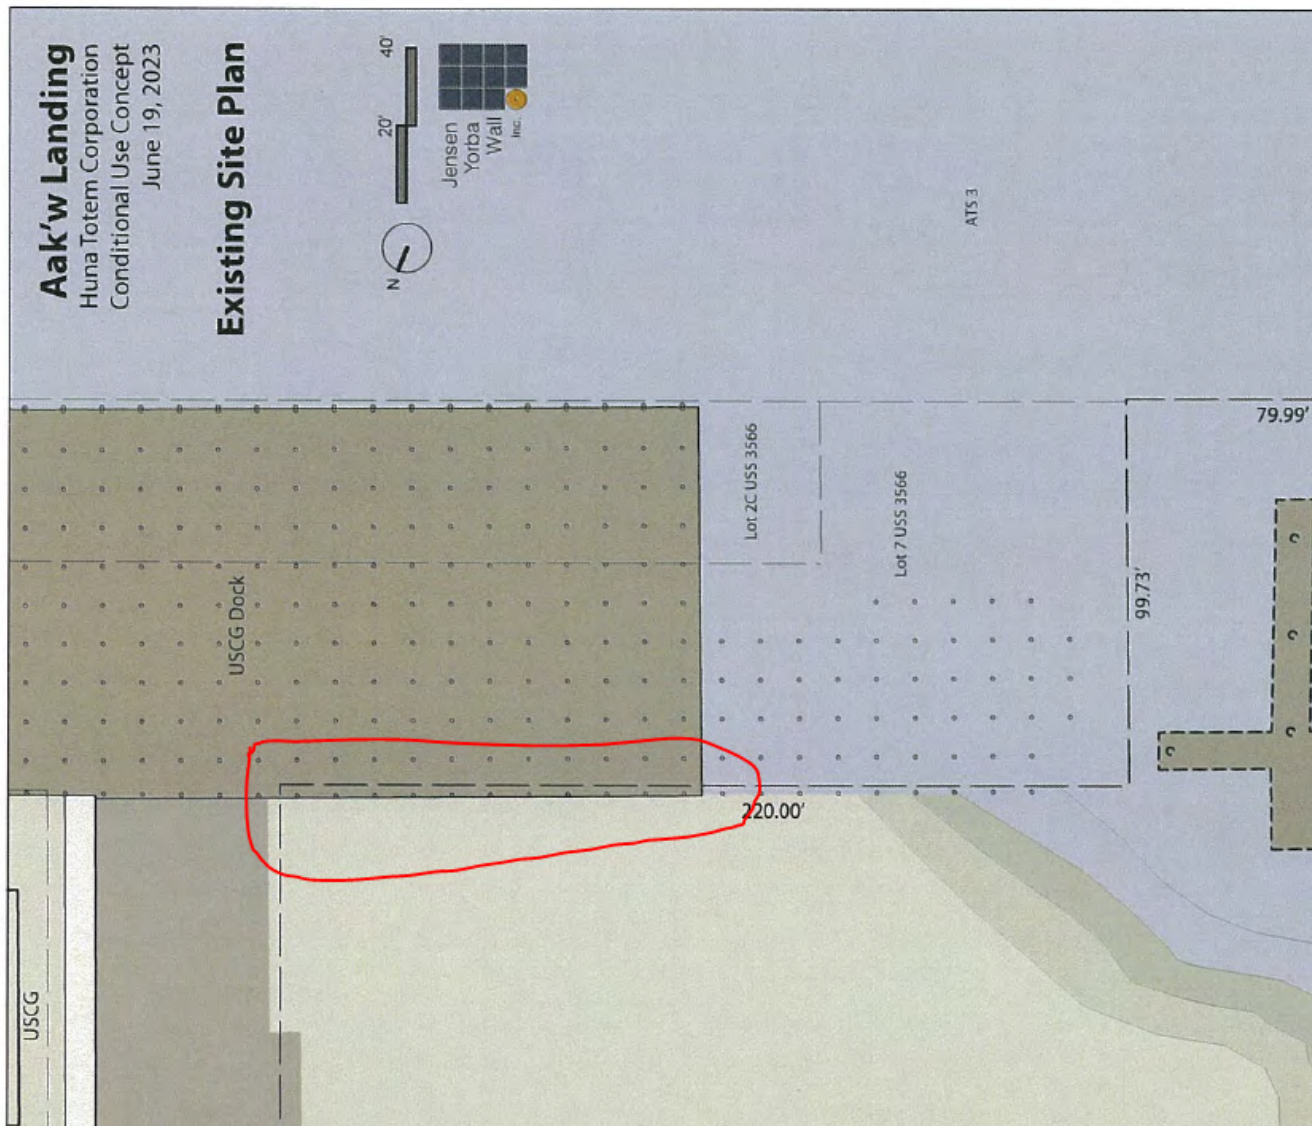 Aak'w Landing
Huna Totem Corporation
Conditional Use Concept
June 19, 2023
Existing Site Plan
20'
40'
N
Jensen
Yorba
Wall
Inc.
ATS 3
79.99'
Lot 2C USS 3566
Lot 7 USS 3566
99.73'
USCG Dock
220.00'
USCG